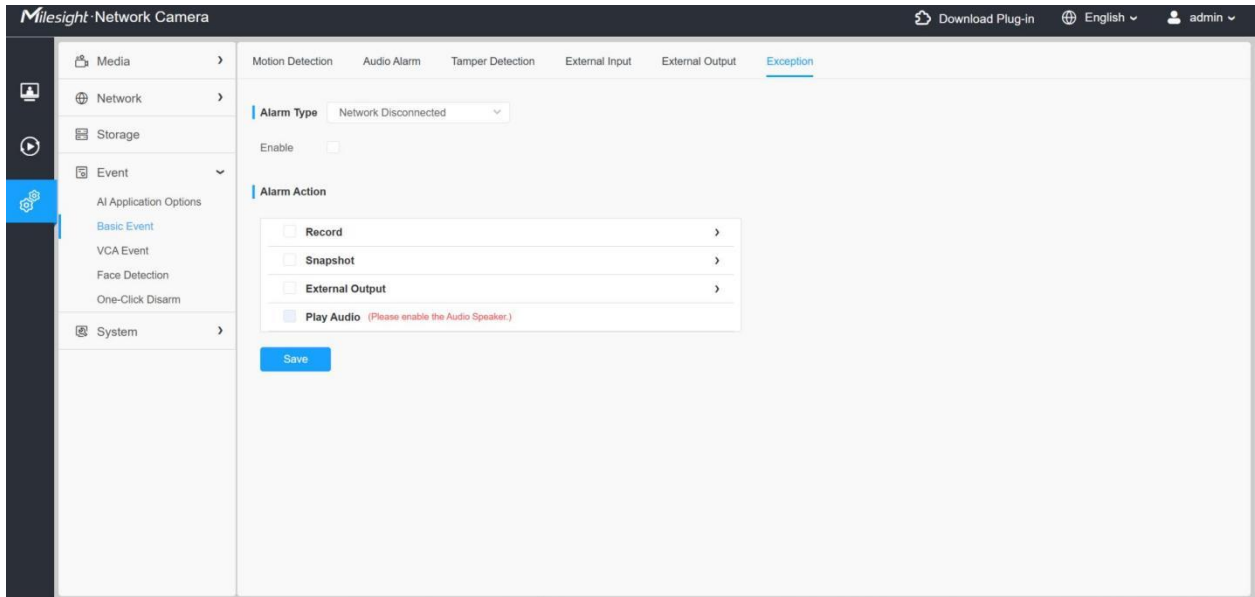 Milesight · Network Camera
Download Plug-in
English
admin
Media
Network
Storage
Event
AI Application Options
Basic Event
VCA Event
Face Detection
One-Click Disarm
System
Motion Detection Audio Alarm Tamper Detection External Input External Output Exception
Alarm Type Network Disconnected
Enable
Alarm Action
Record
Snapshot
External Output
Play Audio (Please enable the Audio Speaker.)
Save